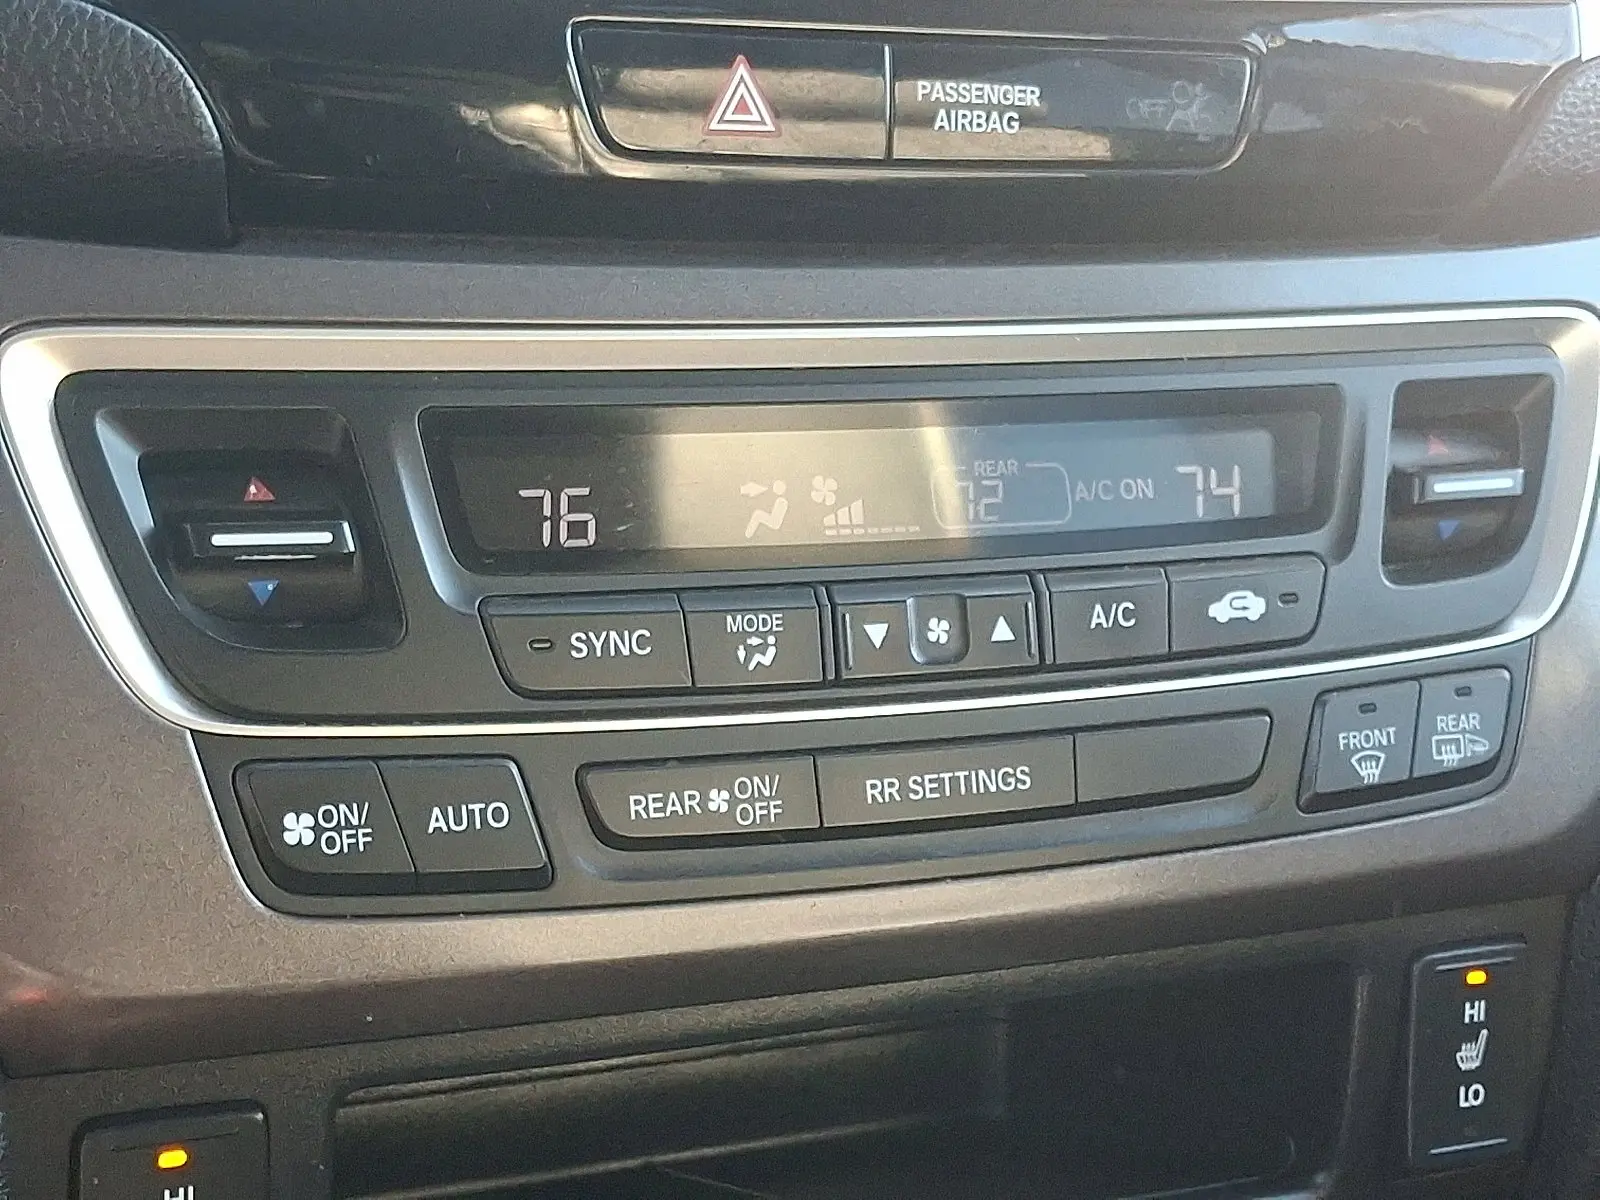 PASSENGER
AIRBAG
OFF
76
REAR
72
A/C ON
74
SYNC
MODE
A/C
ON/
OFF
AUTO
REAR
ON/
OFF
RR SETTINGS
FRONT
REAR
HI
LO
HI